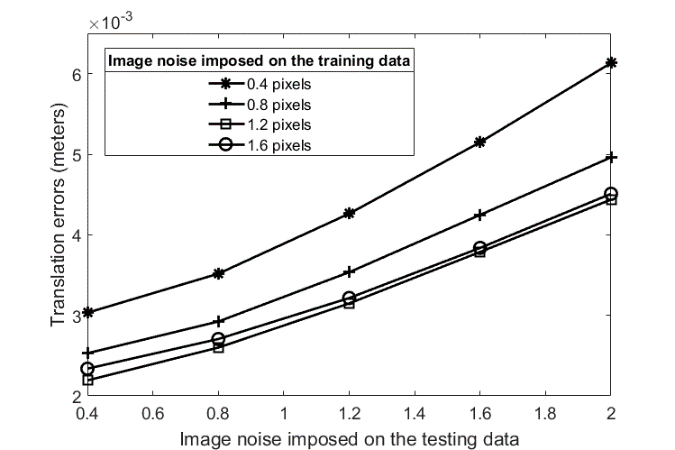 ×10⁻³
Image noise imposed on the training data
0.4 pixels
0.8 pixels
1.2 pixels
1.6 pixels
6
5
4
3
2
Translation errors (meters)
0.4 0.6 0.8 1 1.2 1.4 1.6 1.8 2
Image noise imposed on the testing data